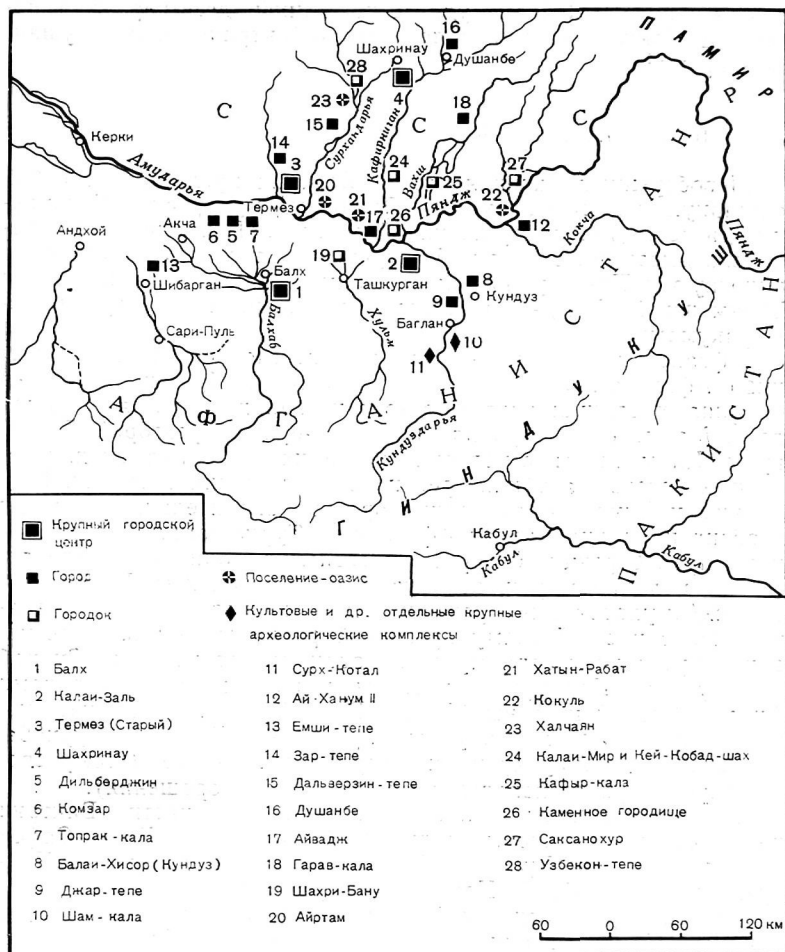 ПАМИР
16
Шахринау
Душанбе
28
4
23
С
С
С
15
18
Керки
Сурхандарья
Кафирниган
14
3
24
Вахш
27
Амударья
25
20
Термез
21
22
Пяндж
17
26
12
Кокча
Пяндж
Андхой
Акча
6 5 7
19
2
13
Балх
8
Шибарган
1
Ташкурган
9
Кундуз
Балхаб
Хульм
Баглан
Сари-Пуль
10
11
АФГАНИСТАН
Кундуздарья
ГИНДУКУШ
ПАКИСТАН
Кабул
Кабул
Кабул
Крупный городской
центр
Город
Поселение-оазис
Городок
Культовые и др. отдельные крупные
археологические комплексы
1 Балх
2 Калаи-Заль
3 Термез (Старый)
4 Шахринау
5 Дильберджин
6 Комзар
7 Топрак-кала
8 Балаи-Хисор (Кундуз)
9 Джар-тепе
10 Шам-кала
11 Сурх-Котал
12 Ай-Ханум II
13 Емши-тепе
14 Зар-тепе
15 Дальверзин-тепе
16 Душанбе
17 Айвадж
18 Гарав-кала
19 Шахри-Бану
20 Айртам
21 Хатын-Рабат
22 Кокуль
23 Халчаян
24 Калаи-Мир и Кей-Кобад-шах
25 Кафыр-кала
26 Каменное городище
27 Саксанохур
28 Узбекон-тепе
60 0 60 120 км